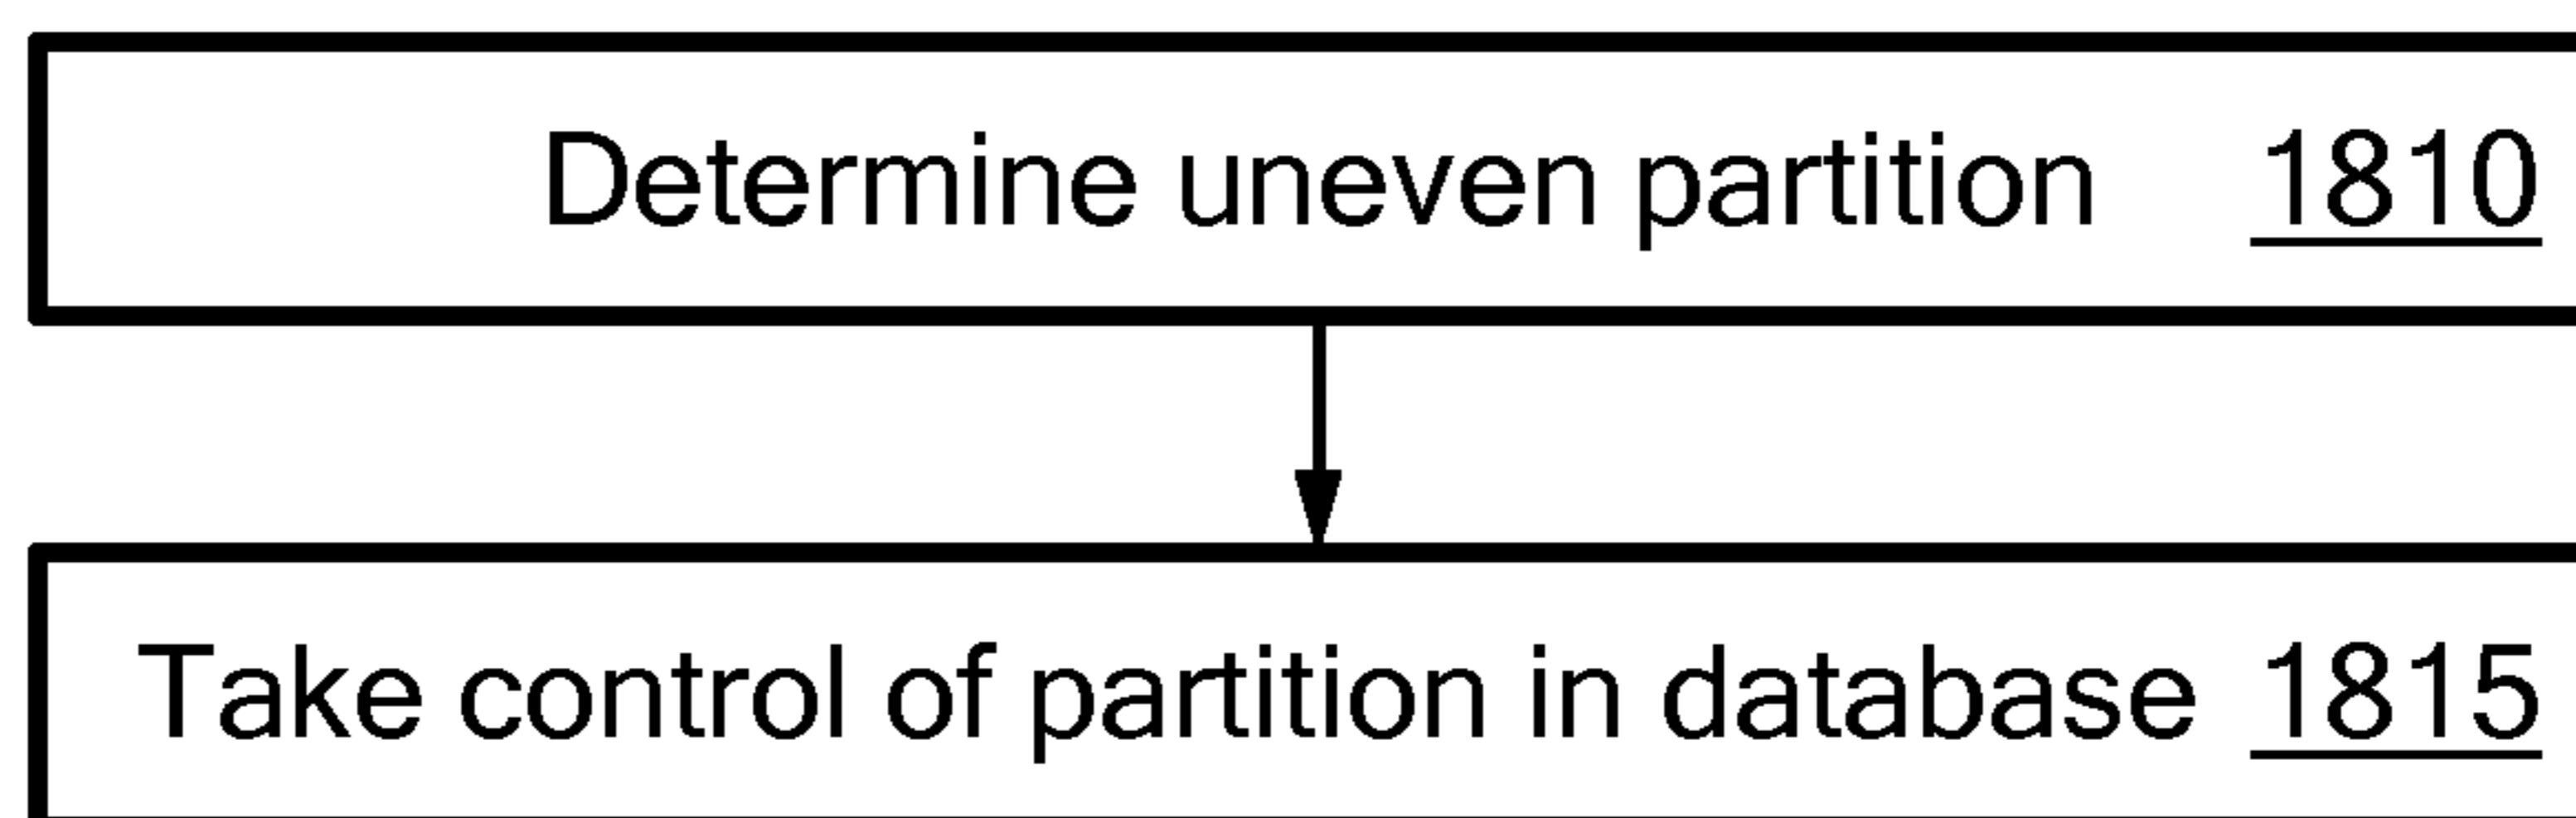 Determine uneven partition 1810
Take control of partition in database 1815